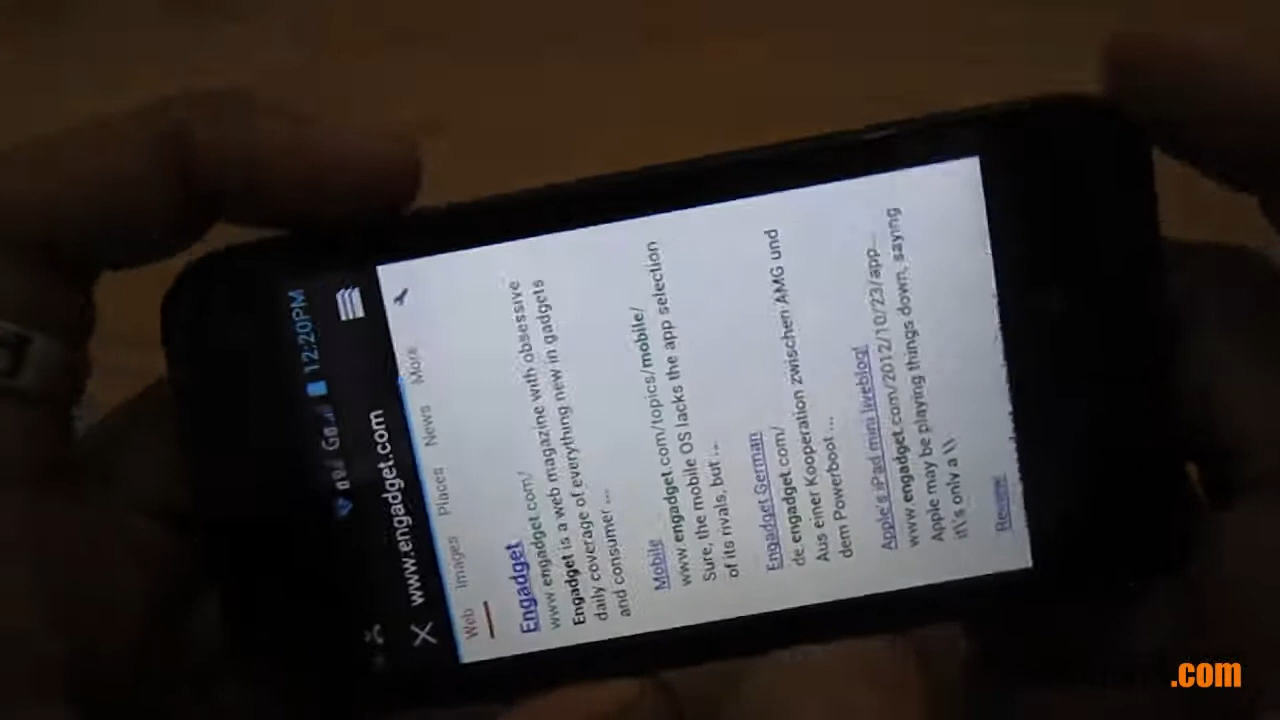 12:20PM
www.engadget.com
Web Images Places News More
Engadget
www.engadget.com/
Engadget is a web magazine with obsessive
daily coverage of everything new in gadgets
and consumer ...
Mobile
www.engadget.com/topics/mobile/
Sure, the mobile OS lacks the app selection
of its rivals, but ...
Engadget German
de.engadget.com/
Aus einer Kooperation zwischen AMG und
dem Powerboot ...
Apple's iPad mini liveblog!
www.engadget.com/2012/10/23/app...
Apple may be playing things down, saying
it\'s only a \\
Review
.com